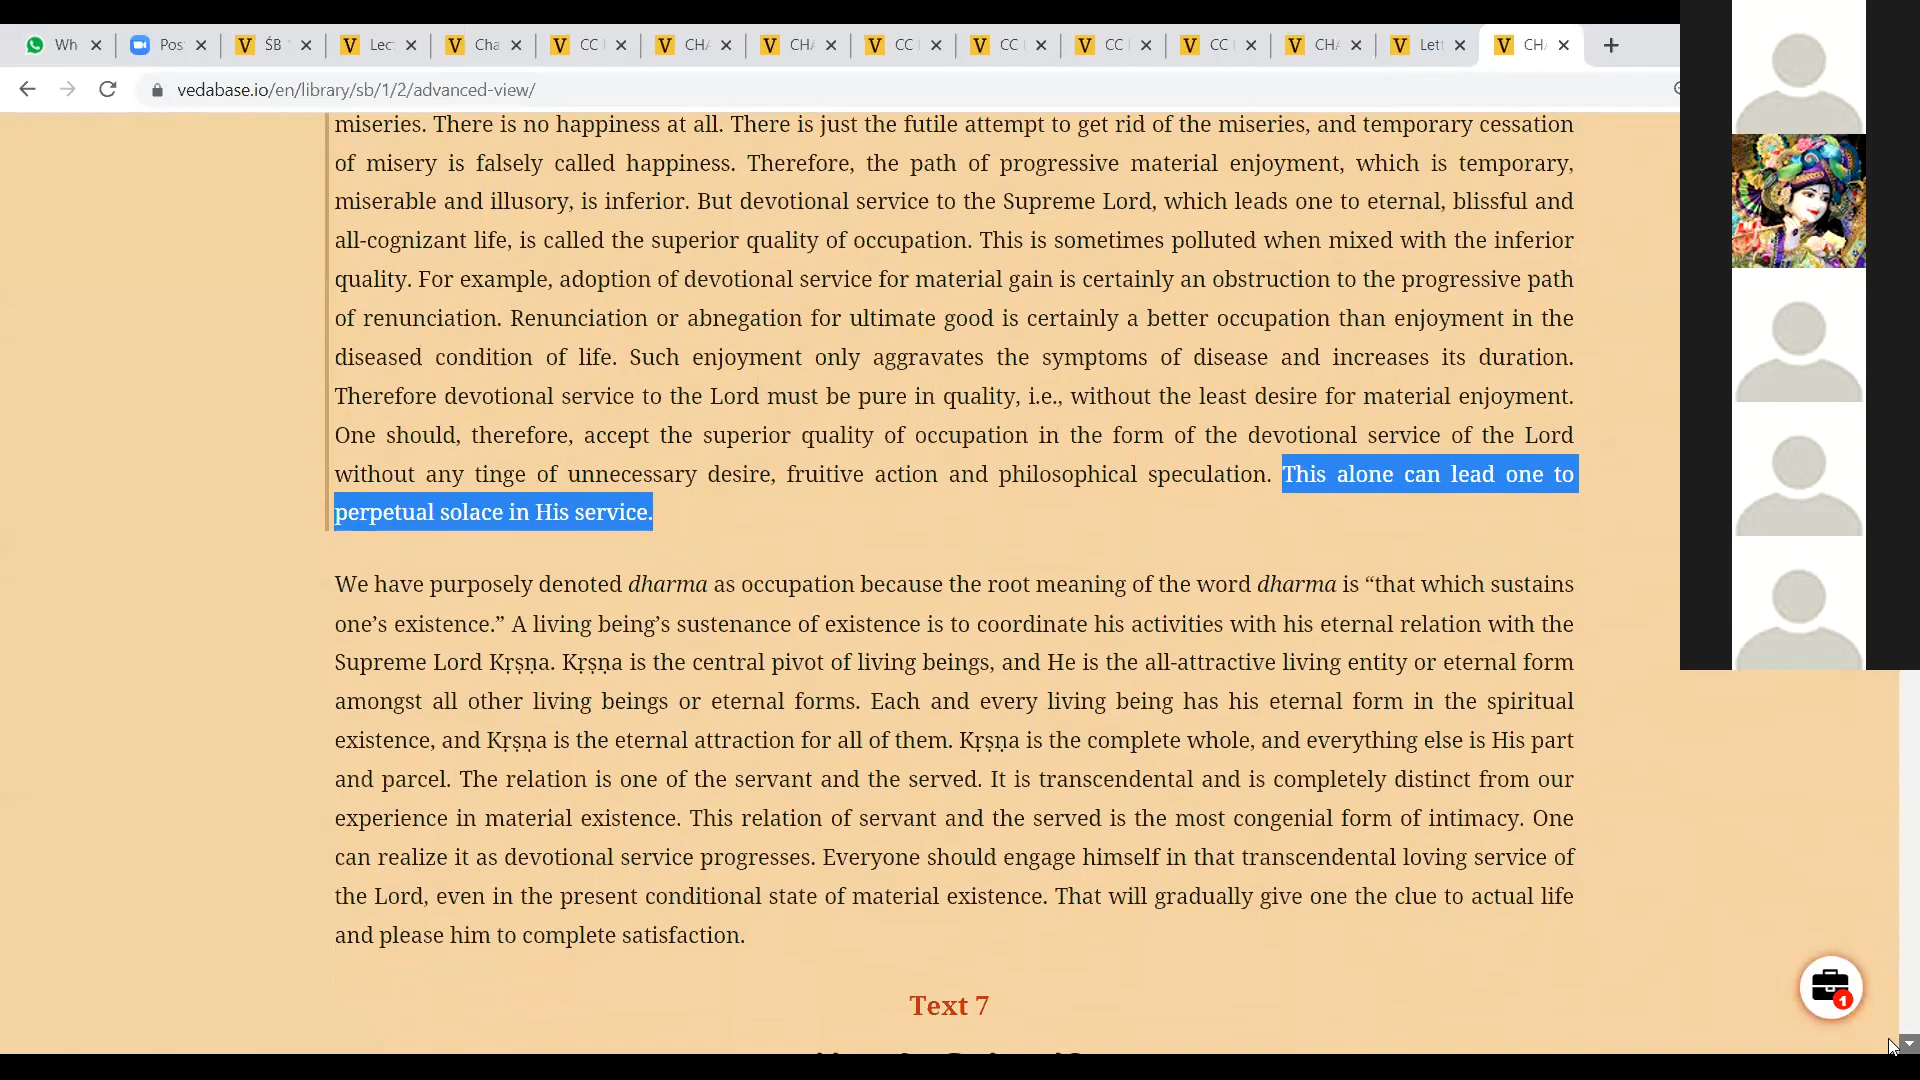 Wh
Pos
ŚB
Lec
Cha
CC
CHA
CHA
CC
CC
CC
CC
CHA
Lett
CHA
vedabase.io/en/library/sb/1/2/advanced-view/
miseries. There is no happiness at all. There is just the futile attempt to get rid of the miseries, and temporary cessation
of misery is falsely called happiness. Therefore, the path of progressive material enjoyment, which is temporary,
miserable and illusory, is inferior. But devotional service to the Supreme Lord, which leads one to eternal, blissful and
all-cognizant life, is called the superior quality of occupation. This is sometimes polluted when mixed with the inferior
quality. For example, adoption of devotional service for material gain is certainly an obstruction to the progressive path
of renunciation. Renunciation or abnegation for ultimate good is certainly a better occupation than enjoyment in the
diseased condition of life. Such enjoyment only aggravates the symptoms of disease and increases its duration.
Therefore devotional service to the Lord must be pure in quality, i.e., without the least desire for material enjoyment.
One should, therefore, accept the superior quality of occupation in the form of the devotional service of the Lord
without any tinge of unnecessary desire, fruitive action and philosophical speculation. This alone can lead one to
perpetual solace in His service.
We have purposely denoted dharma as occupation because the root meaning of the word dharma is “that which sustains
one’s existence.” A living being’s sustenance of existence is to coordinate his activities with his eternal relation with the
Supreme Lord Kṛṣṇa. Kṛṣṇa is the central pivot of living beings, and He is the all-attractive living entity or eternal form
amongst all other living beings or eternal forms. Each and every living being has his eternal form in the spiritual
existence, and Kṛṣṇa is the eternal attraction for all of them. Kṛṣṇa is the complete whole, and everything else is His part
and parcel. The relation is one of the servant and the served. It is transcendental and is completely distinct from our
experience in material existence. This relation of servant and the served is the most congenial form of intimacy. One
can realize it as devotional service progresses. Everyone should engage himself in that transcendental loving service of
the Lord, even in the present conditional state of material existence. That will gradually give one the clue to actual life
and please him to complete satisfaction.
Text 7
1